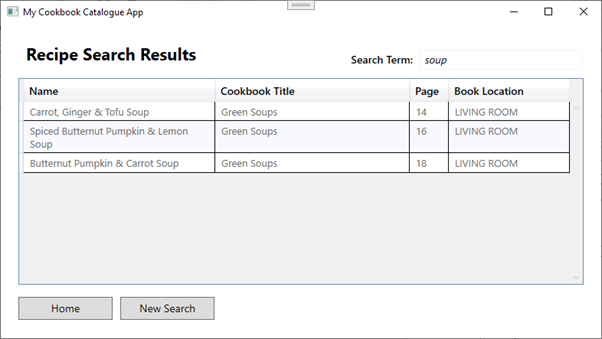 My Cookbook Catalogue App
Recipe Search Results
Search Term: soup
Name Cookbook Title Page Book Location
Carrot, Ginger & Tofu Soup Green Soups 14 LIVING ROOM
Spiced Butternut Pumpkin & Lemon Green Soups 16 LIVING ROOM
Soup
Butternut Pumpkin & Carrot Soup Green Soups 18 LIVING ROOM
Home New Search